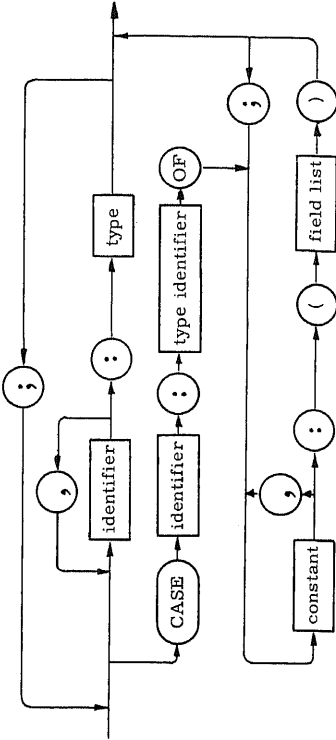 ;
,
identifier : type
CASE identifier : type identifier OF
;
,
constant : ( field list )